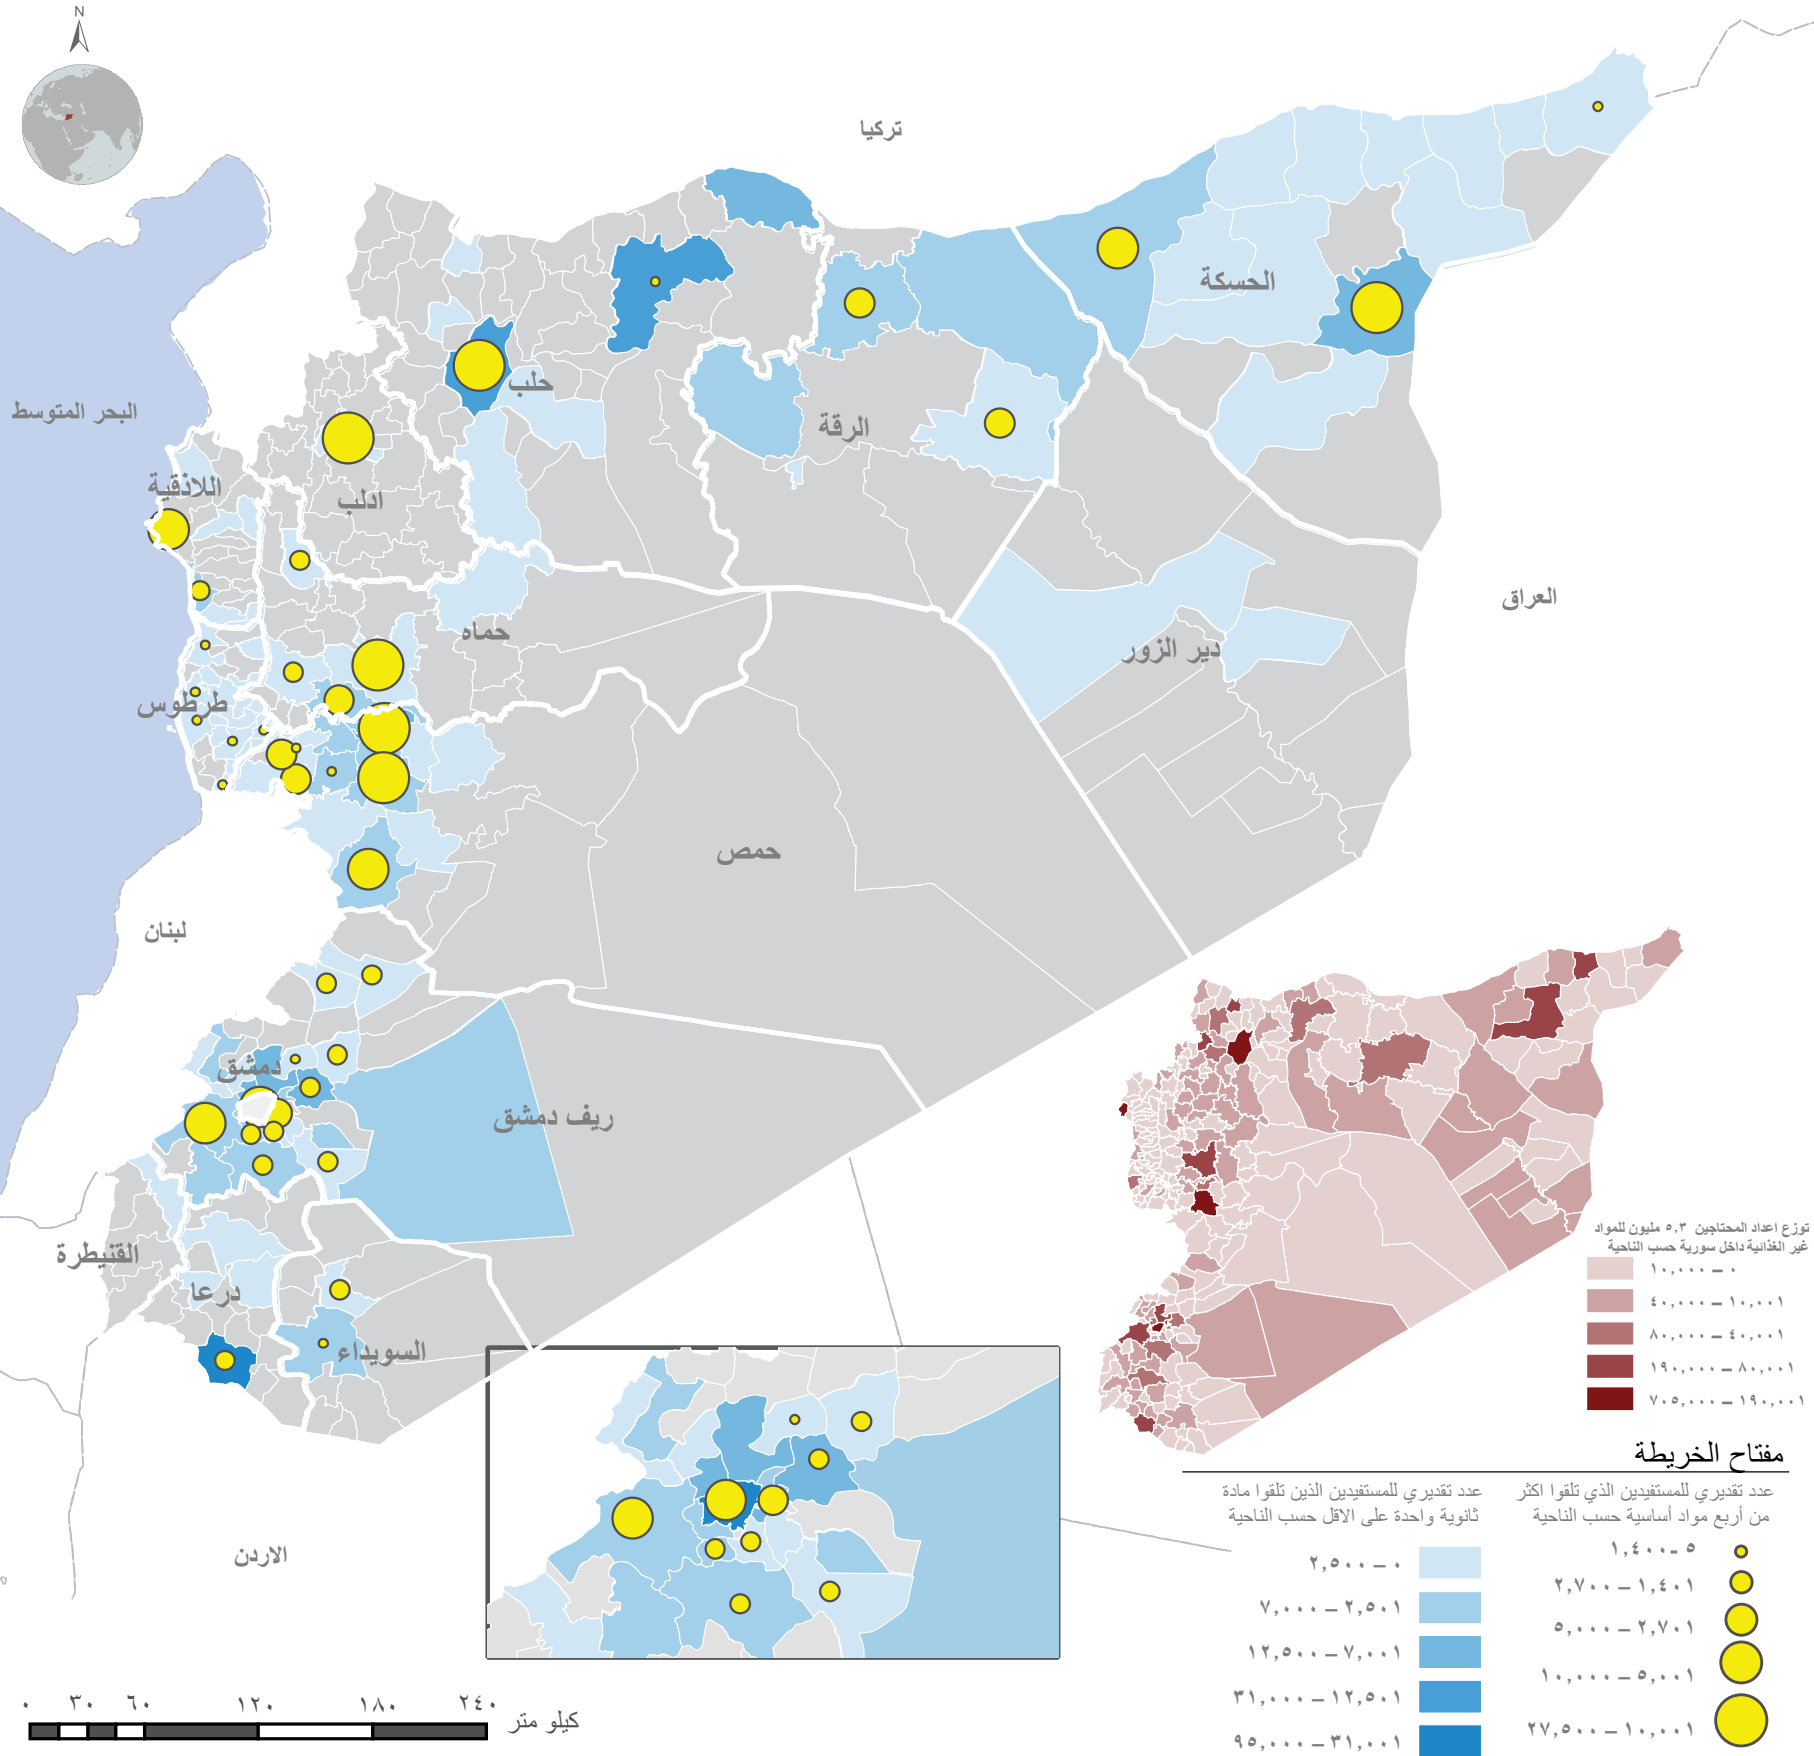 N
تركيا
الحسكة
حلب
البحر المتوسط
الرقة
اللاذقية
ادلب
العراق
حماه
دير الزور
طرطوس
حمص
لبنان
دمشق
ريف دمشق
القنيطرة
درعا
السويداء
الاردن
توزع اعداد المحتاجين ٥,٣ مليون للمواد
غير الغذائية داخل سورية حسب الناحية
٠ – ١٠,٠٠٠
١٠,٠٠١ – ٤٠,٠٠٠
٤٠,٠٠١ – ٨٠,٠٠٠
٨٠,٠٠١ – ١٩٠,٠٠٠
١٩٠,٠٠١ – ٧٠٥,٠٠٠
مفتاح الخريطة
عدد تقديري للمستفيدين الذي تلقوا اكثر
من أربع مواد أساسية حسب الناحية
٥ -١,٤٠٠
١,٤٠١ – ٢,٧٠٠
٢,٧٠١ – ٥,٠٠٠
٥,٠٠١ – ١٠,٠٠٠
١٠,٠٠١ – ٢٧,٥٠٠
عدد تقديري للمستفيدين الذين تلقوا مادة
ثانوية واحدة على الاقل حسب الناحية
٠ – ٢,٥٠٠
٢,٥٠١ – ٧,٠٠٠
٧,٠٠١ – ١٢,٥٠٠
١٢,٥٠١ – ٣١,٠٠٠
٣١,٠٠١ – ٩٥,٠٠٠
٠ ٣٠ ٦٠ ١٢٠ ١٨٠ ٢٤٠
كيلو متر